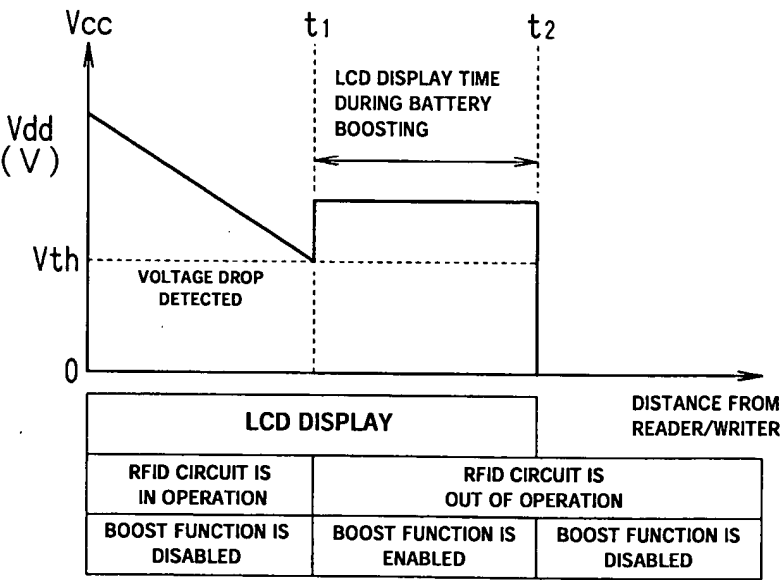 Vcc
t1
t2
LCD DISPLAY TIME
DURING BATTERY
BOOSTING
Vdd
(V)
Vth
VOLTAGE DROP
DETECTED
0
DISTANCE FROM
READER/WRITER
LCD DISPLAY
RFID CIRCUIT IS
IN OPERATION
RFID CIRCUIT IS
OUT OF OPERATION
BOOST FUNCTION IS
DISABLED
BOOST FUNCTION IS
ENABLED
BOOST FUNCTION IS
DISABLED